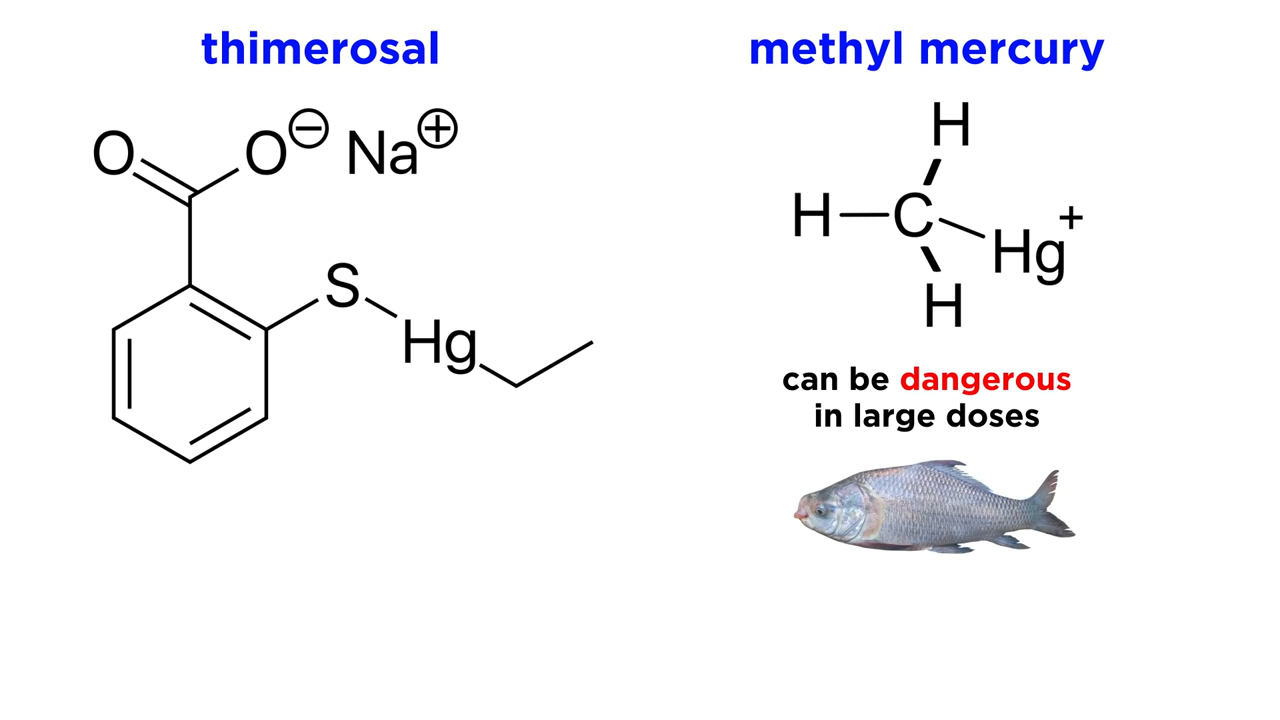 thimerosal
O
O⊖ Na⊕
S
Hg
methyl mercury
H
H
C
Hg+
H
can be dangerous
in large doses